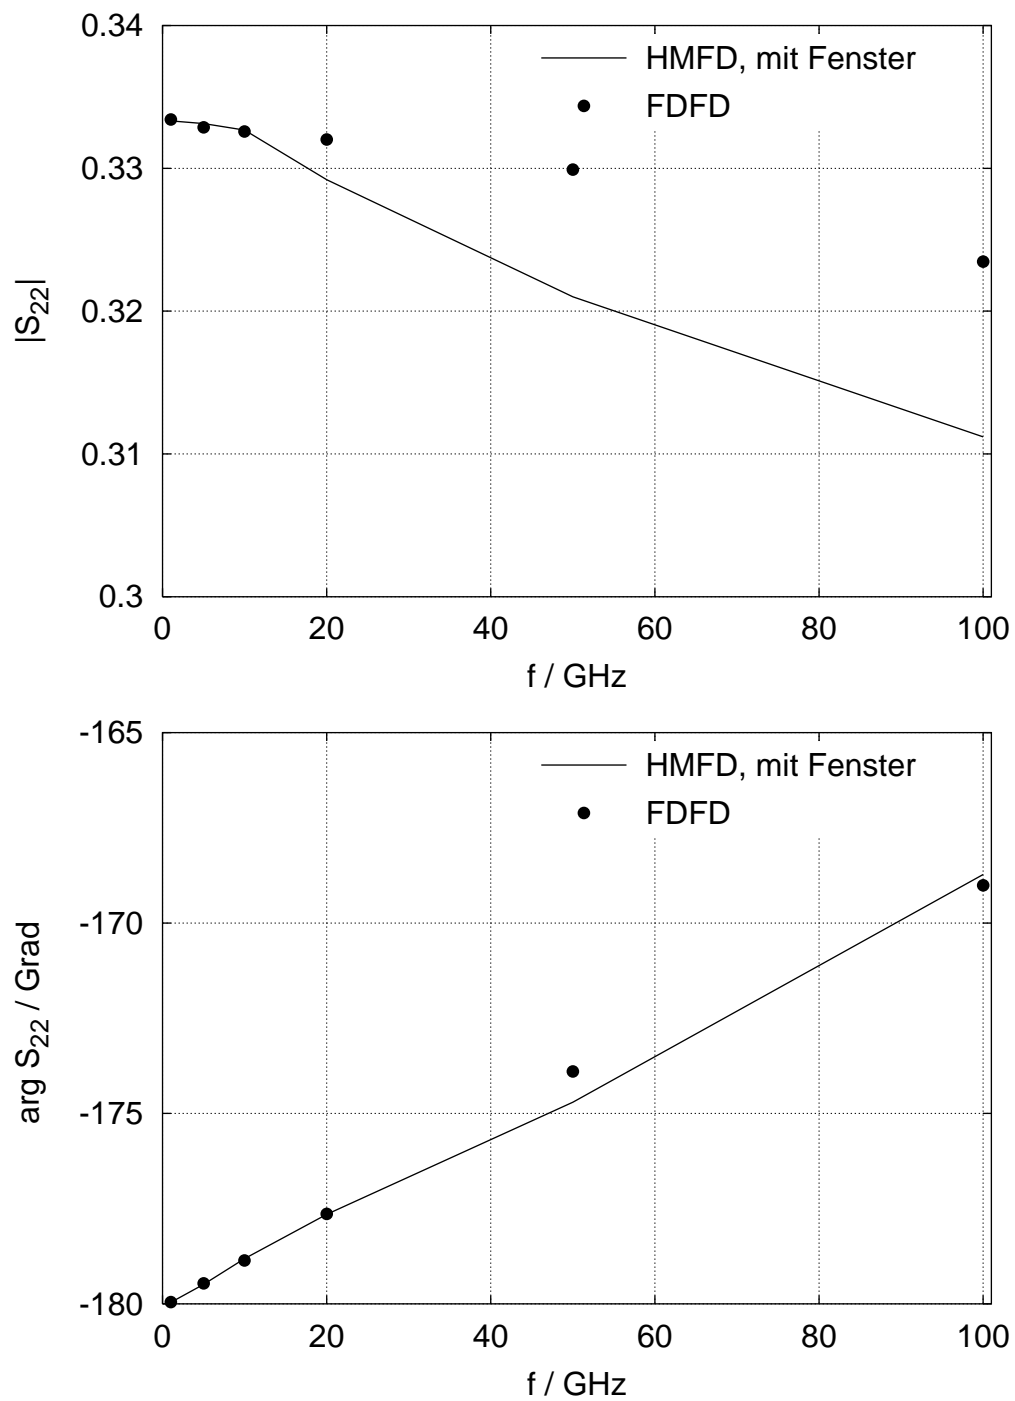 0.34
HMFD, mit Fenster
FDFD
0.33
|S22|
0.32
0.31
0.3
0 20 40 60 80 100
f / GHz
-165
HMFD, mit Fenster
FDFD
-170
arg S22 / Grad
-175
-180
0 20 40 60 80 100
f / GHz